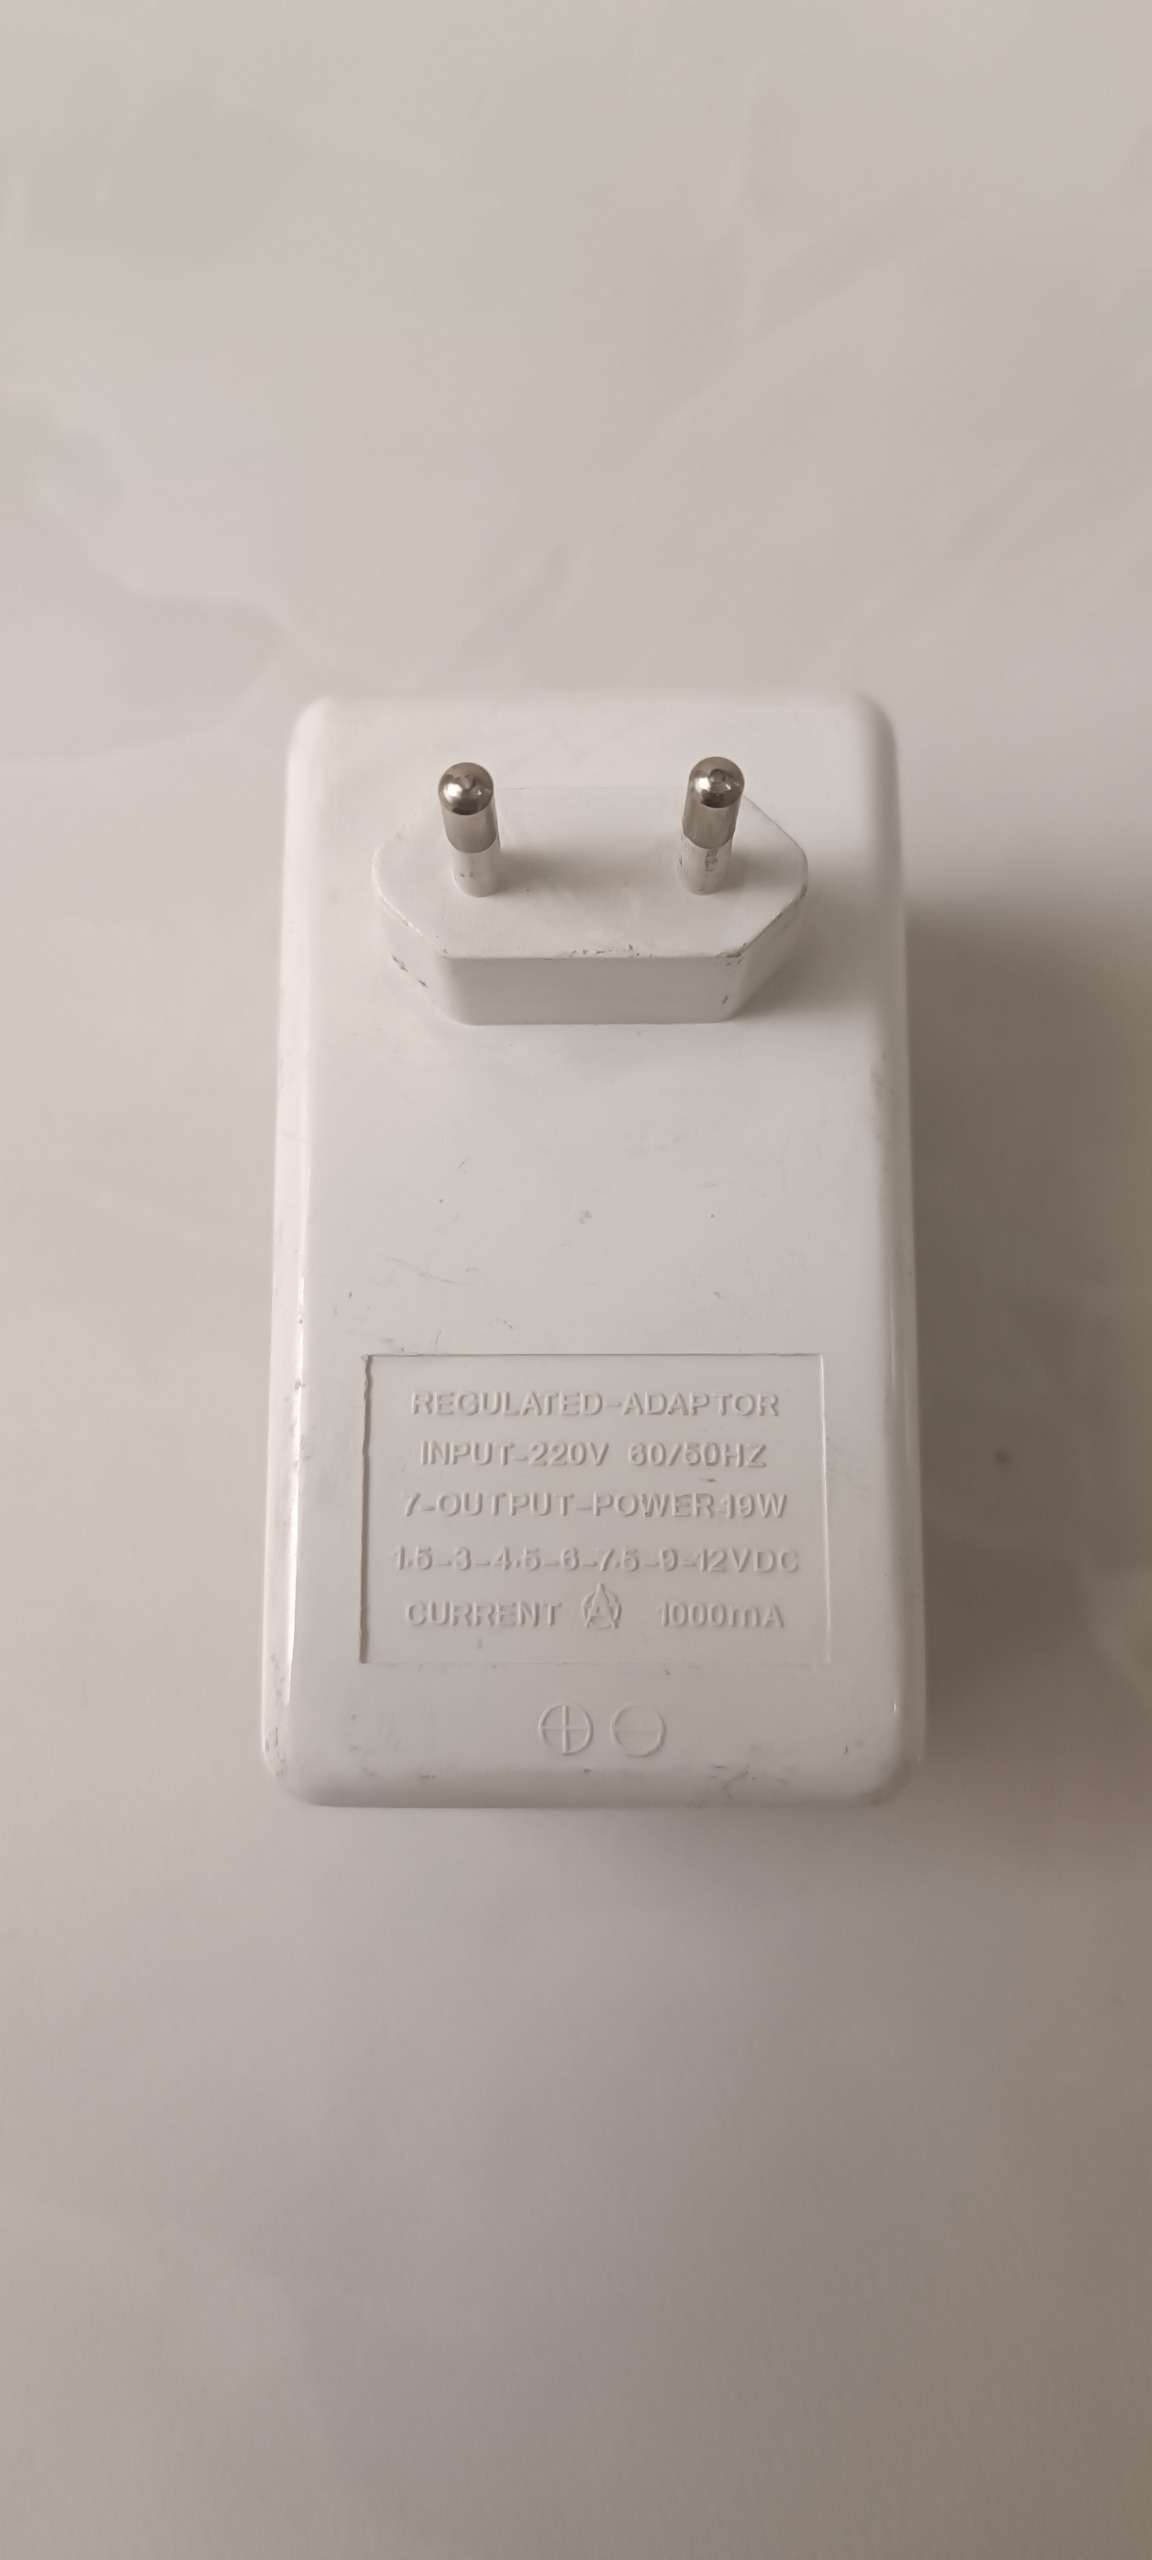 REGULATED-ADAPTOR
INPUT-220V 60/50HZ
7-OUTPUT-POWER-19W
1.5-3-4.5-6-7.5-9-12VDC
CURRENT A 1000mA